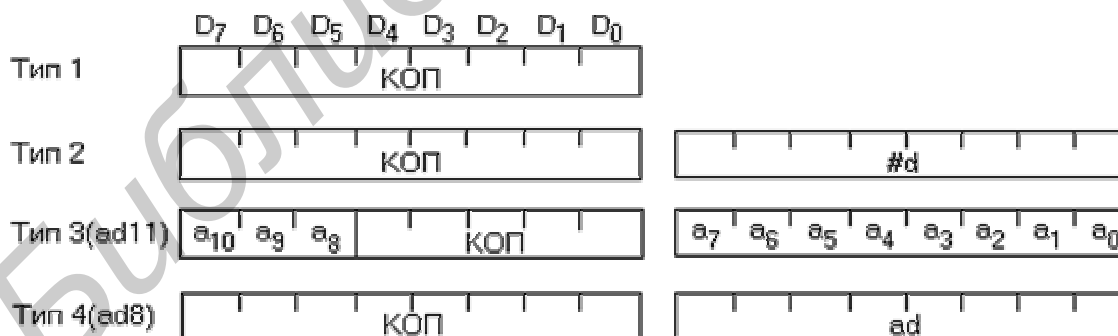 D7 D6 D5 D4 D3 D2 D1 D0
Тип 1 КОП
Тип 2 КОП #d
Тип 3(ad11) a10 a9 a8 КОП a7 a6 a5 a4 a3 a2 a1 a0
Тип 4(ad8) КОП ad
Библи